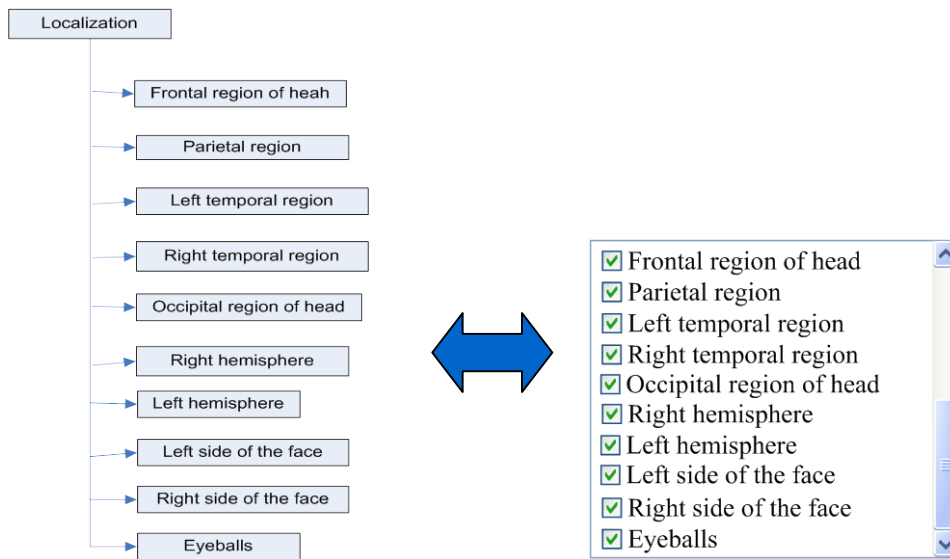 Localization
Frontal region of heah
Parietal region
Left temporal region
Right temporal region
Occipital region of head
Right hemisphere
Left hemisphere
Left side of the face
Right side of the face
Eyeballs
Frontal region of head
Parietal region
Left temporal region
Right temporal region
Occipital region of head
Right hemisphere
Left hemisphere
Left side of the face
Right side of the face
Eyeballs